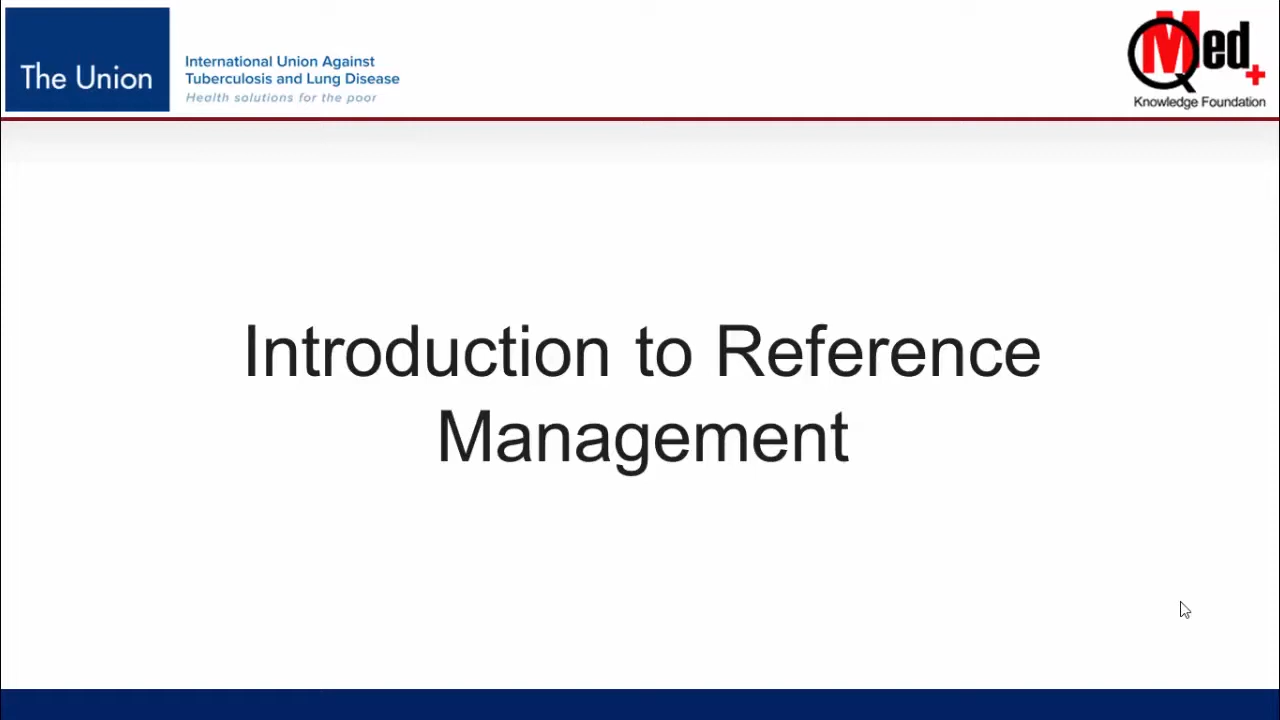 The Union
International Union Against
Tuberculosis and Lung Disease
Health solutions for the poor
QMed+
Knowledge Foundation
Introduction to Reference
Management